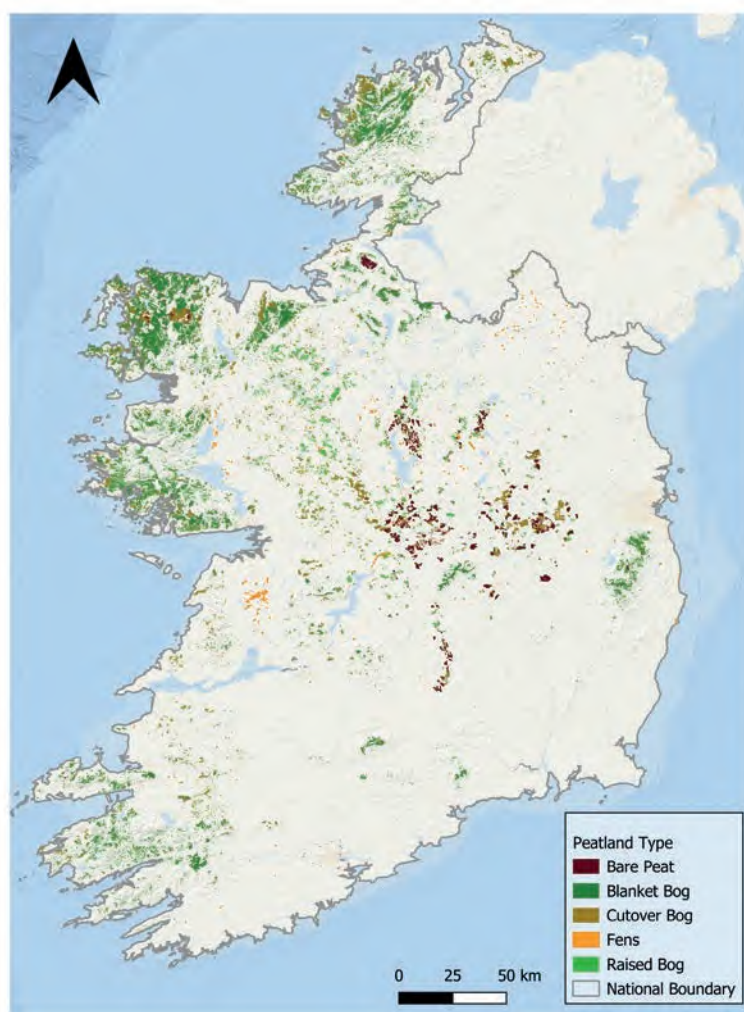 Peatland Type
Bare Peat
Blanket Bog
Cutover Bog
Fens
Raised Bog
National Boundary
0 25 50 km